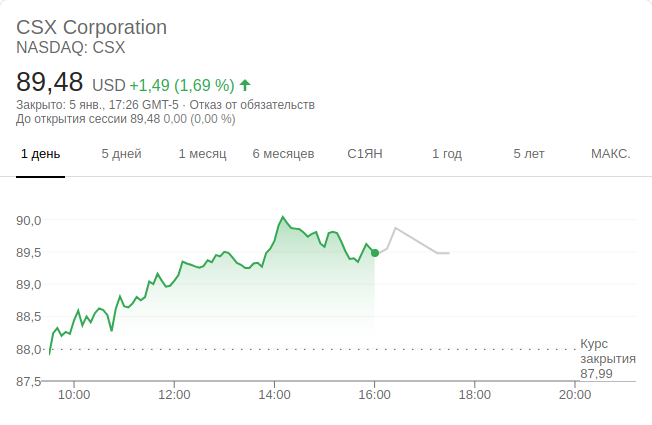 CSX Corporation
NASDAQ: CSX
89,48 USD +1,49 (1,69 %)
Закрыто: 5 янв., 17:26 GMT-5 · Отказ от обязательств
До открытия сессии 89,48 0,00 (0,00 %)
1 день 5 дней 1 месяц 6 месяцев С1ЯН 1 год 5 лет МАКС.
90,0
89,5
89,0
88,5
88,0
Курс
закрытия
87,99
87,5
10:00 12:00 14:00 16:00 18:00 20:00